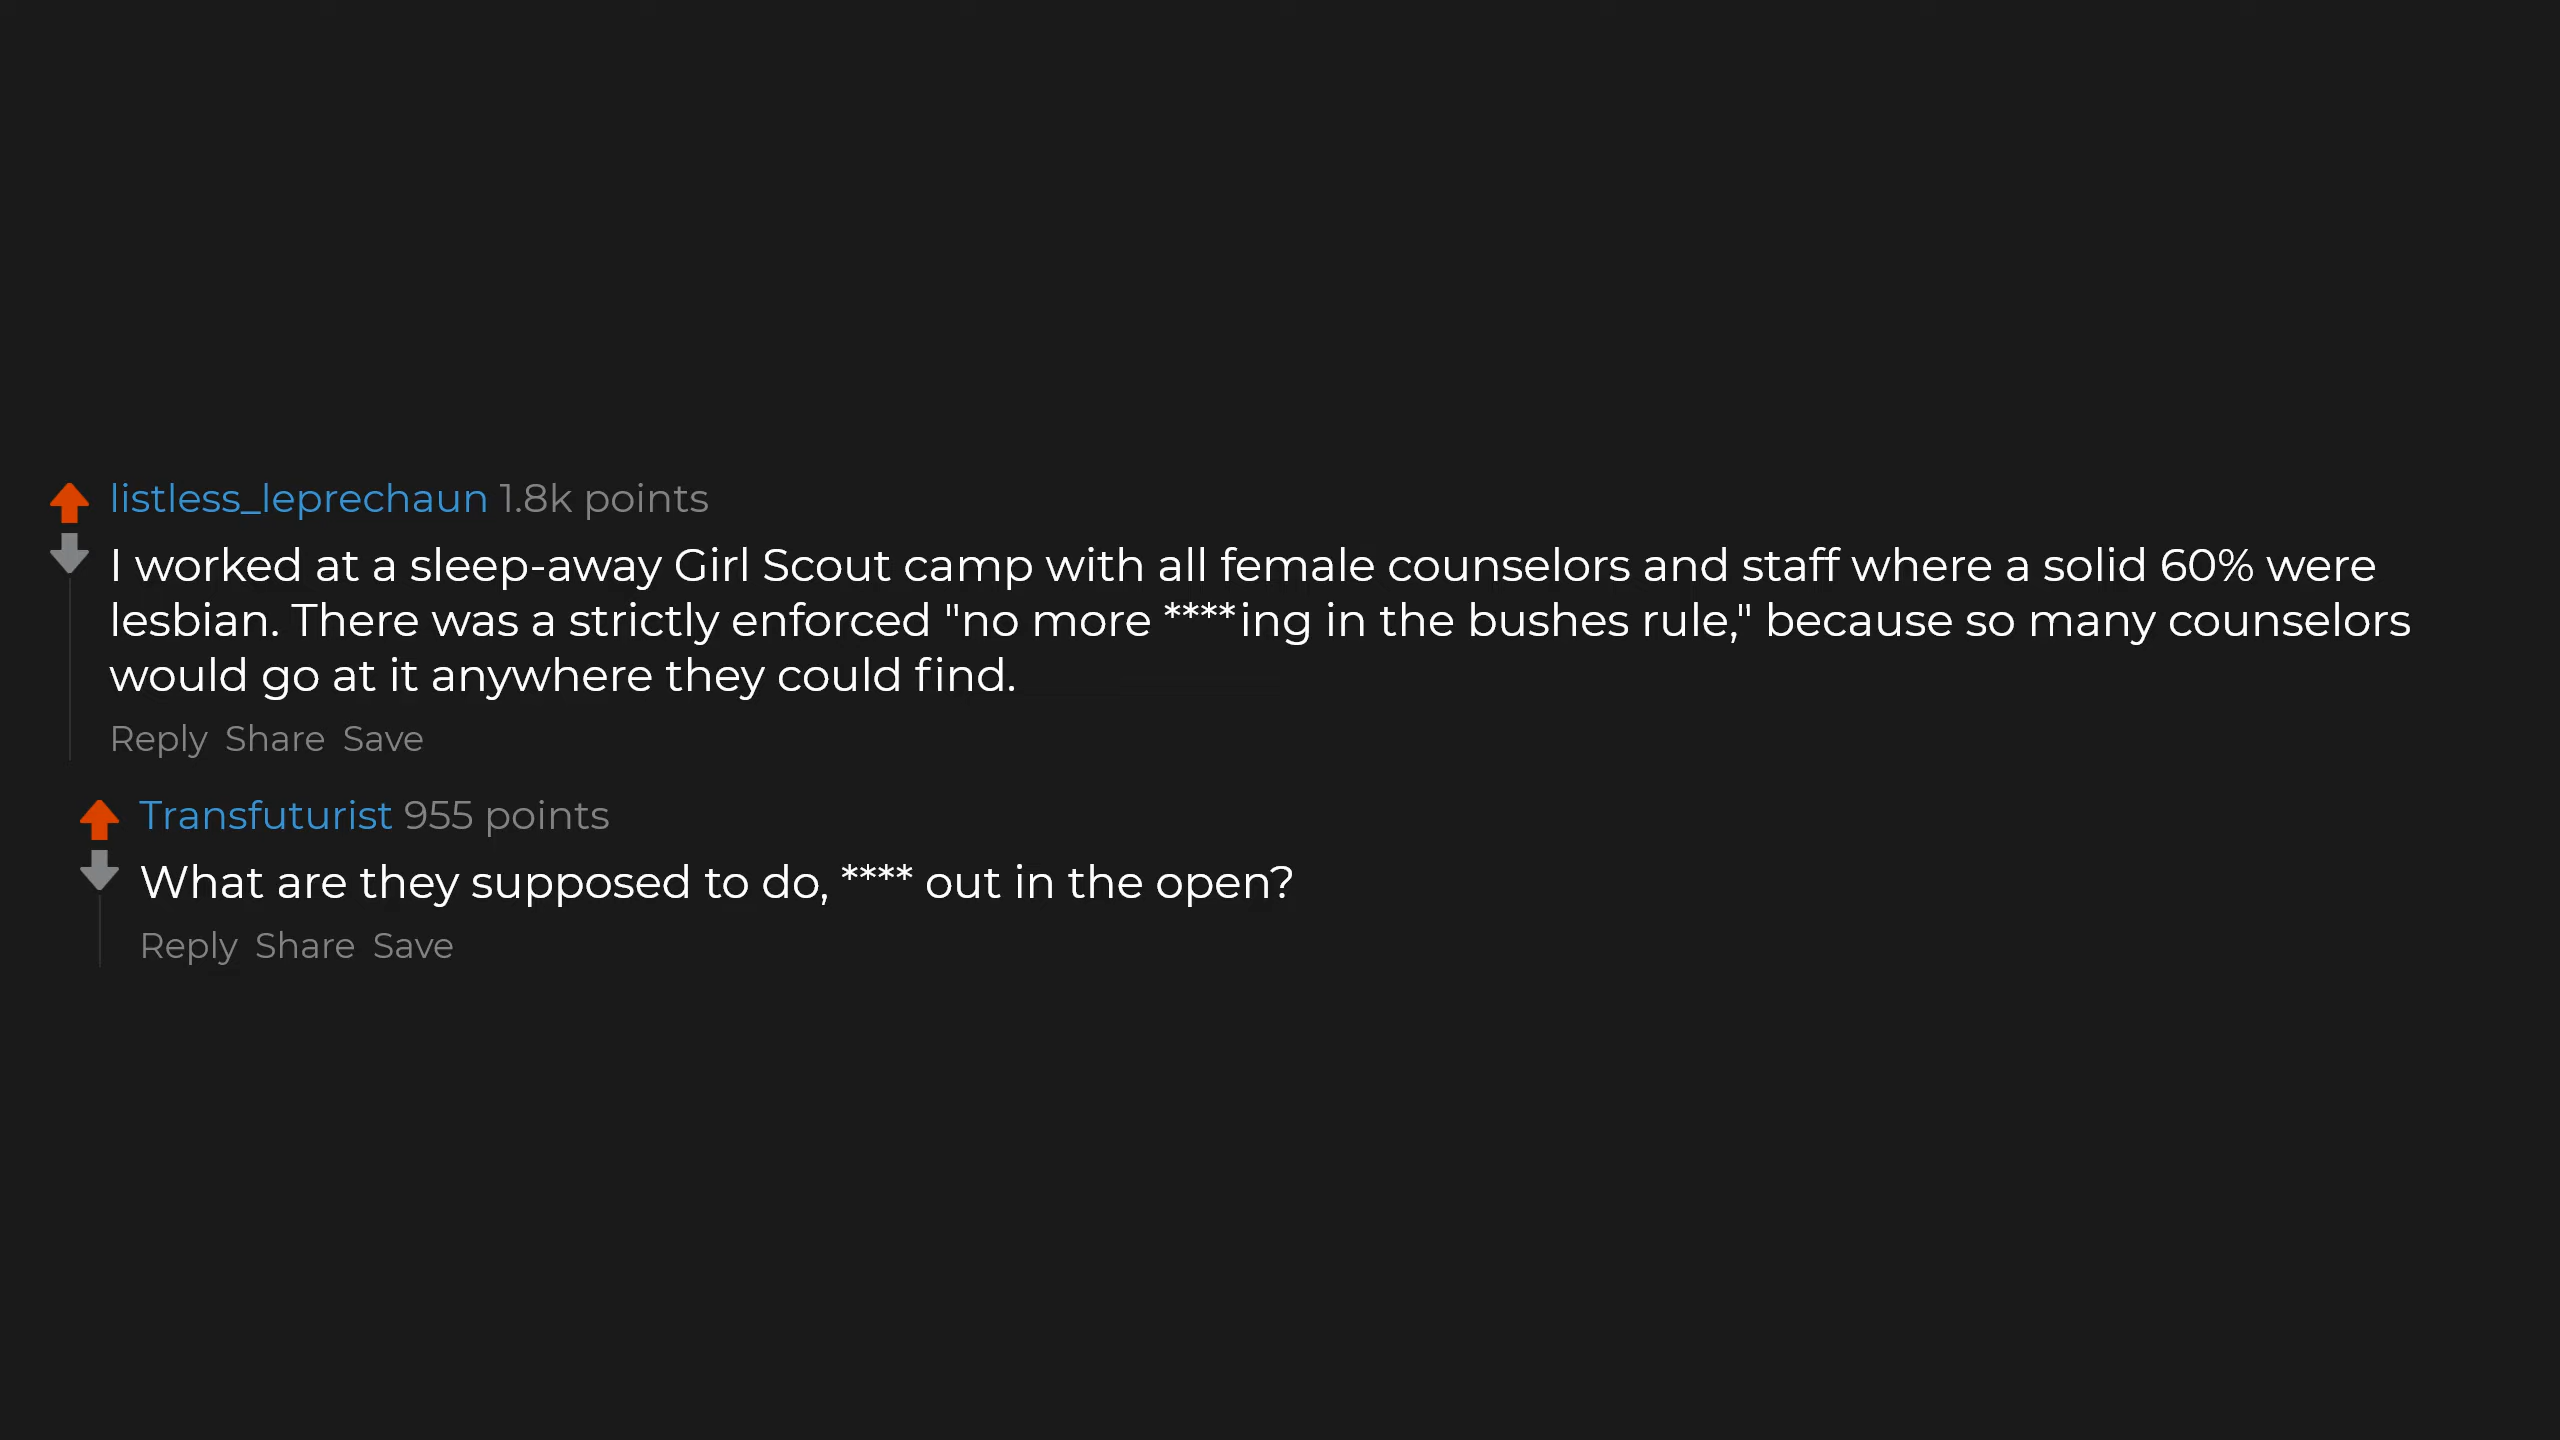 listless_leprechaun 1.8k points
I worked at a sleep-away Girl Scout camp with all female counselors and staff where a solid 60% were
lesbian. There was a strictly enforced "no more ****ing in the bushes rule," because so many counselors
would go at it anywhere they could find.
Reply Share Save
Transfuturist 955 points
What are they supposed to do, **** out in the open?
Reply Share Save